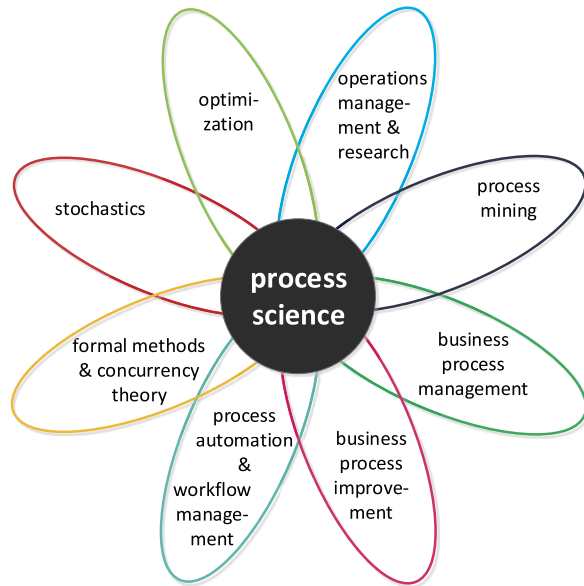 optimi-
zation
operations
manage-
ment &
research
process
mining
stochastics
process
science
business
process
management
formal methods
& concurrency
theory
process
automation
&
workflow
manage-
ment
business
process
improve-
ment